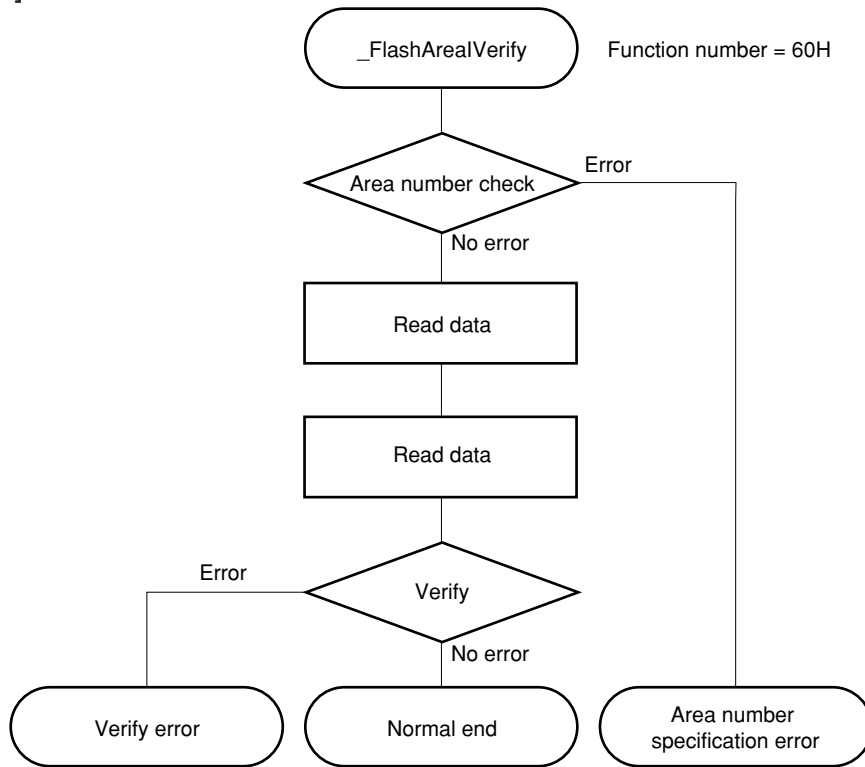 ]
_FlashAreaIVerify
Function number = 60H
Area number check
Error
No error
Read data
Read data
Verify
Error
No error
Verify error
Normal end
Area number
specification error